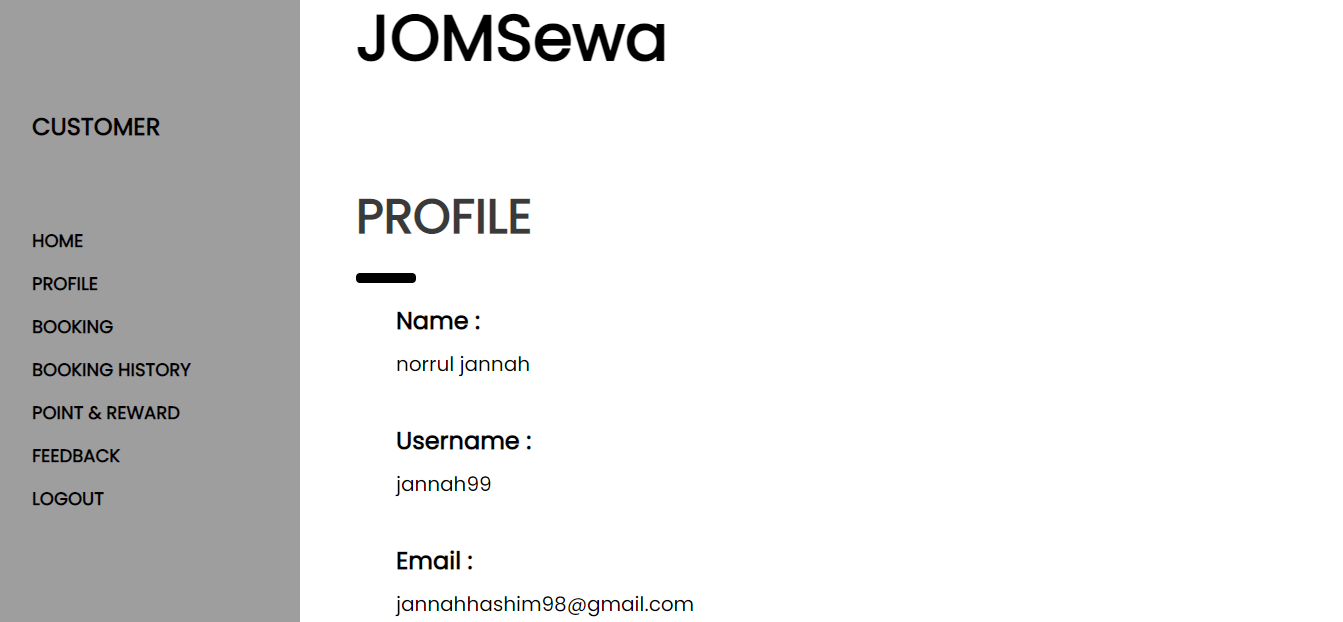 CUSTOMER
HOME
PROFILE
BOOKING
BOOKING HISTORY
POINT & REWARD
FEEDBACK
LOGOUT
JOMSewa
PROFILE
Name :
norrul jannah
Username :
jannah99
Email :
jannahhashim98@gmail.com